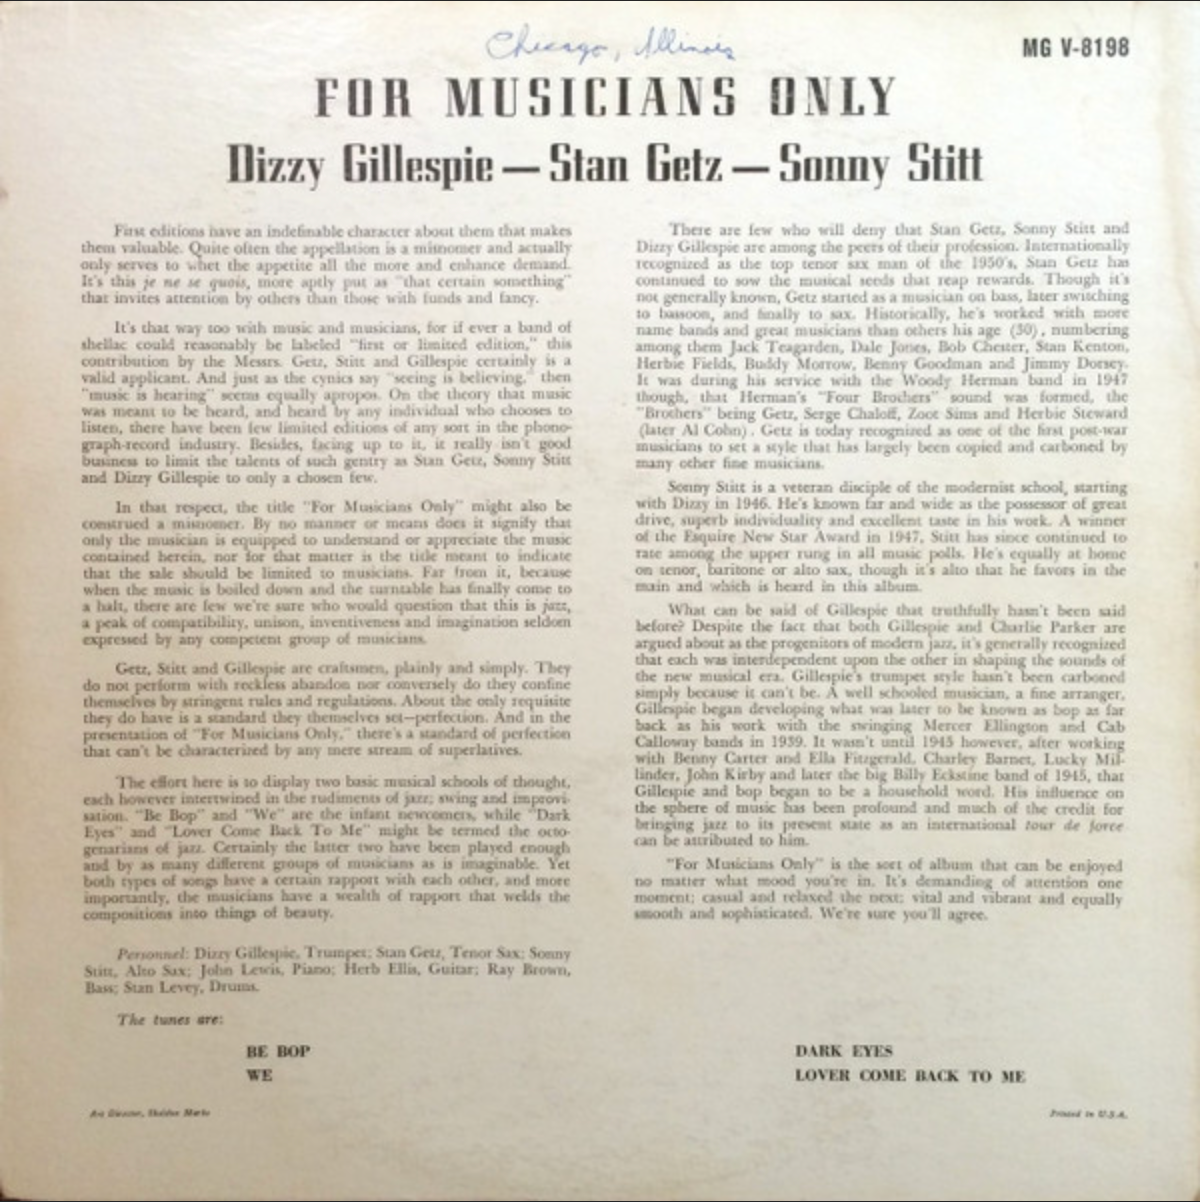 Chicago, Illinois
MG V-8198
FOR MUSICIANS ONLY
Dizzy Gillespie — Stan Getz — Sonny Stitt
First editions have an indefinable character about them that makes
them valuable. Quite often the appellation is a misnomer and actually
only serves to whet the appetite all the more and enhance demand.
It's this je ne se quois, more aptly put as "that certain something"
that invites attention by others than those with funds and fancy.
It's that way too with music and musicians, for if ever a band of
shellac could reasonably be labeled "first or limited edition," this
contribution by the Messrs. Getz, Stitt and Gillespie certainly is a
valid applicant. And just as the cynics say "seeing is believing," then
"music is hearing" seems equally apropos. On the theory that music
was meant to be heard, and heard by any individual who chooses to
listen, there have been few limited editions of any sort in the phono-
graph-record industry. Besides, facing up to it, it really isn't good
business to limit the talents of such gentry as Stan Getz, Sonny Stitt
and Dizzy Gillespie to only a chosen few.
In that respect, the title "For Musicians Only" might also be
construed a misnomer. By no manner or means does it signify that
only the musician is equipped to understand or appreciate the music
contained herein, nor for that matter is the title meant to indicate
that the sale should be limited to musicians. Far from it, because
when the music is boiled down and the turntable has finally come to
a halt, there are few we're sure who would question that this is jazz,
a peak of compatibility, unison, inventiveness and imagination seldom
expressed by any competent group of musicians.
Getz, Stitt and Gillespie are craftsmen, plainly and simply. They
do not perform with reckless abandon nor conversely do they confine
themselves by stringent rules and regulations. About the only requisite
they do have is a standard they themselves set—perfection. And in the
presentation of "For Musicians Only," there's a standard of perfection
that can't be characterized by any mere stream of superlatives.
The effort here is to display two basic musical schools of thought,
each however intertwined in the rudiments of jazz; swing and improvi-
sation. "Be Bop" and "We" are the infant newcomers, while "Dark
Eyes" and "Lover Come Back To Me" might be termed the octo-
genarians of jazz. Certainly the latter two have been played enough
and by as many different groups of musicians as is imaginable. Yet
both types of songs have a certain rapport with each other, and more
importantly, the musicians have a wealth of rapport that welds the
compositions into things of beauty.
Personnel: Dizzy Gillespie, Trumpet; Stan Getz, Tenor Sax; Sonny
Stitt, Alto Sax; John Lewis, Piano; Herb Ellis, Guitar; Ray Brown,
Bass; Stan Levey, Drums.
There are few who will deny that Stan Getz, Sonny Stitt and
Dizzy Gillespie are among the peers of their profession. Internationally
recognized as the top tenor sax man of the 1950's, Stan Getz has
continued to sow the musical seeds that reap rewards. Though it's
not generally known, Getz started as a musician on bass, later switching
to bassoon, and finally to sax. Historically, he's worked with more
name bands and great musicians than others his age (30), numbering
among them Jack Teagarden, Dale Jones, Bob Chester, Stan Kenton,
Herbie Fields, Buddy Morrow, Benny Goodman and Jimmy Dorsey.
It was during his service with the Woody Herman band in 1947
though, that Herman's "Four Brothers" sound was formed, the
"Brothers" being Getz, Serge Chaloff, Zoot Sims and Herbie Steward
(later Al Cohn). Getz is today recognized as one of the first post-war
musicians to set a style that has largely been copied and carboned by
many other fine musicians.
Sonny Stitt is a veteran disciple of the modernist school, starting
with Dizzy in 1946. He's known far and wide as the possessor of great
drive, superb individuality and excellent taste in his work. A winner
of the Esquire New Star Award in 1947, Stitt has since continued to
rate among the upper rung in all music polls. He's equally at home
on tenor, baritone or alto sax, though it's alto that he favors in the
main and which is heard in this album.
What can be said of Gillespie that truthfully hasn't been said
before? Despite the fact that both Gillespie and Charlie Parker are
argued about as the progenitors of modern jazz, it's generally recognized
that each was interdependent upon the other in shaping the sounds of
the new musical era. Gillespie's trumpet style hasn't been carboned
simply because it can't be. A well schooled musician, a fine arranger,
Gillespie began developing what was later to be known as bop as far
back as his work with the swinging Mercer Ellington and Cab
Calloway bands in 1939. It wasn't until 1945 however, after working
with Benny Carter and Ella Fitzgerald, Charley Barnet, Lucky Mil-
linder, John Kirby and later the big Billy Eckstine band of 1945, that
Gillespie and bop began to be a household word. His influence on
the sphere of music has been profound and much of the credit for
bringing jazz to its present state as an international tour de force
can be attributed to him.
"For Musicians Only" is the sort of album that can be enjoyed
no matter what mood you're in. It's demanding of attention one
moment; casual and relaxed the next; vital and vibrant and equally
smooth and sophisticated. We're sure you'll agree.
The tunes are:
BE BOP
WE
DARK EYES
LOVER COME BACK TO ME
Art Director, Sheldon Marks
Printed in U.S.A.